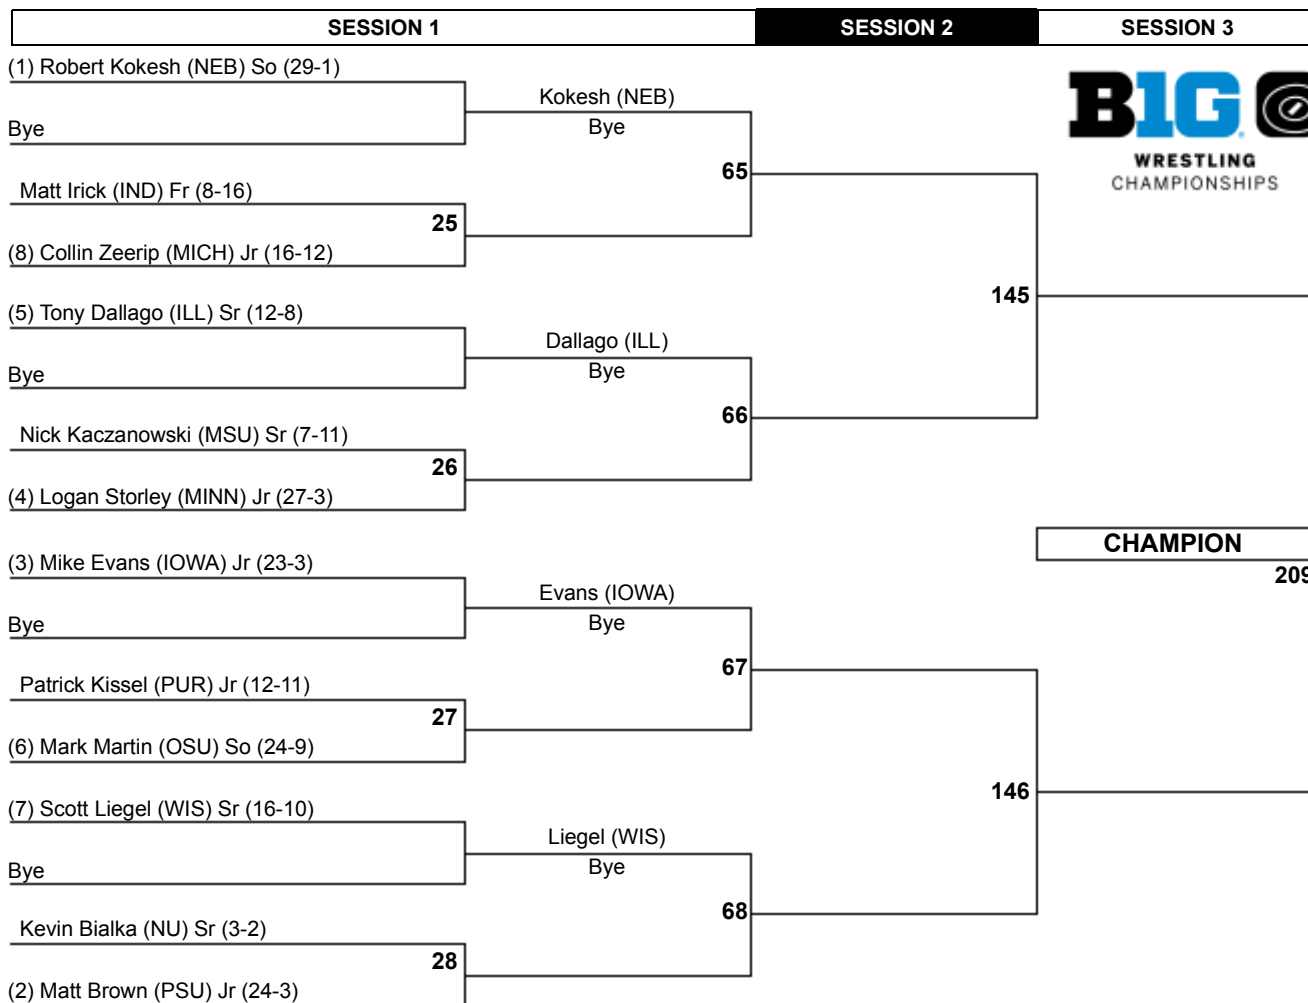 SESSION 1 SESSION 2 SESSION 3
(1) Robert Kokesh (NEB) So (29-1)
Kokesh (NEB)
Bye
Bye
65
Matt Irick (IND) Fr (8-16)
25
(8) Collin Zeerip (MICH) Jr (16-12)
B1G
WRESTLING
CHAMPIONSHIPS
145
(5) Tony Dallago (ILL) Sr (12-8)
Dallago (ILL)
Bye
Bye
66
Nick Kaczanowski (MSU) Sr (7-11)
26
(4) Logan Storley (MINN) Jr (27-3)
CHAMPION
209
(3) Mike Evans (IOWA) Jr (23-3)
Evans (IOWA)
Bye
Bye
67
Patrick Kissel (PUR) Jr (12-11)
27
(6) Mark Martin (OSU) So (24-9)
146
(7) Scott Liegel (WIS) Sr (16-10)
Liegel (WIS)
Bye
Bye
68
Kevin Bialka (NU) Sr (3-2)
28
(2) Matt Brown (PSU) Jr (24-3)